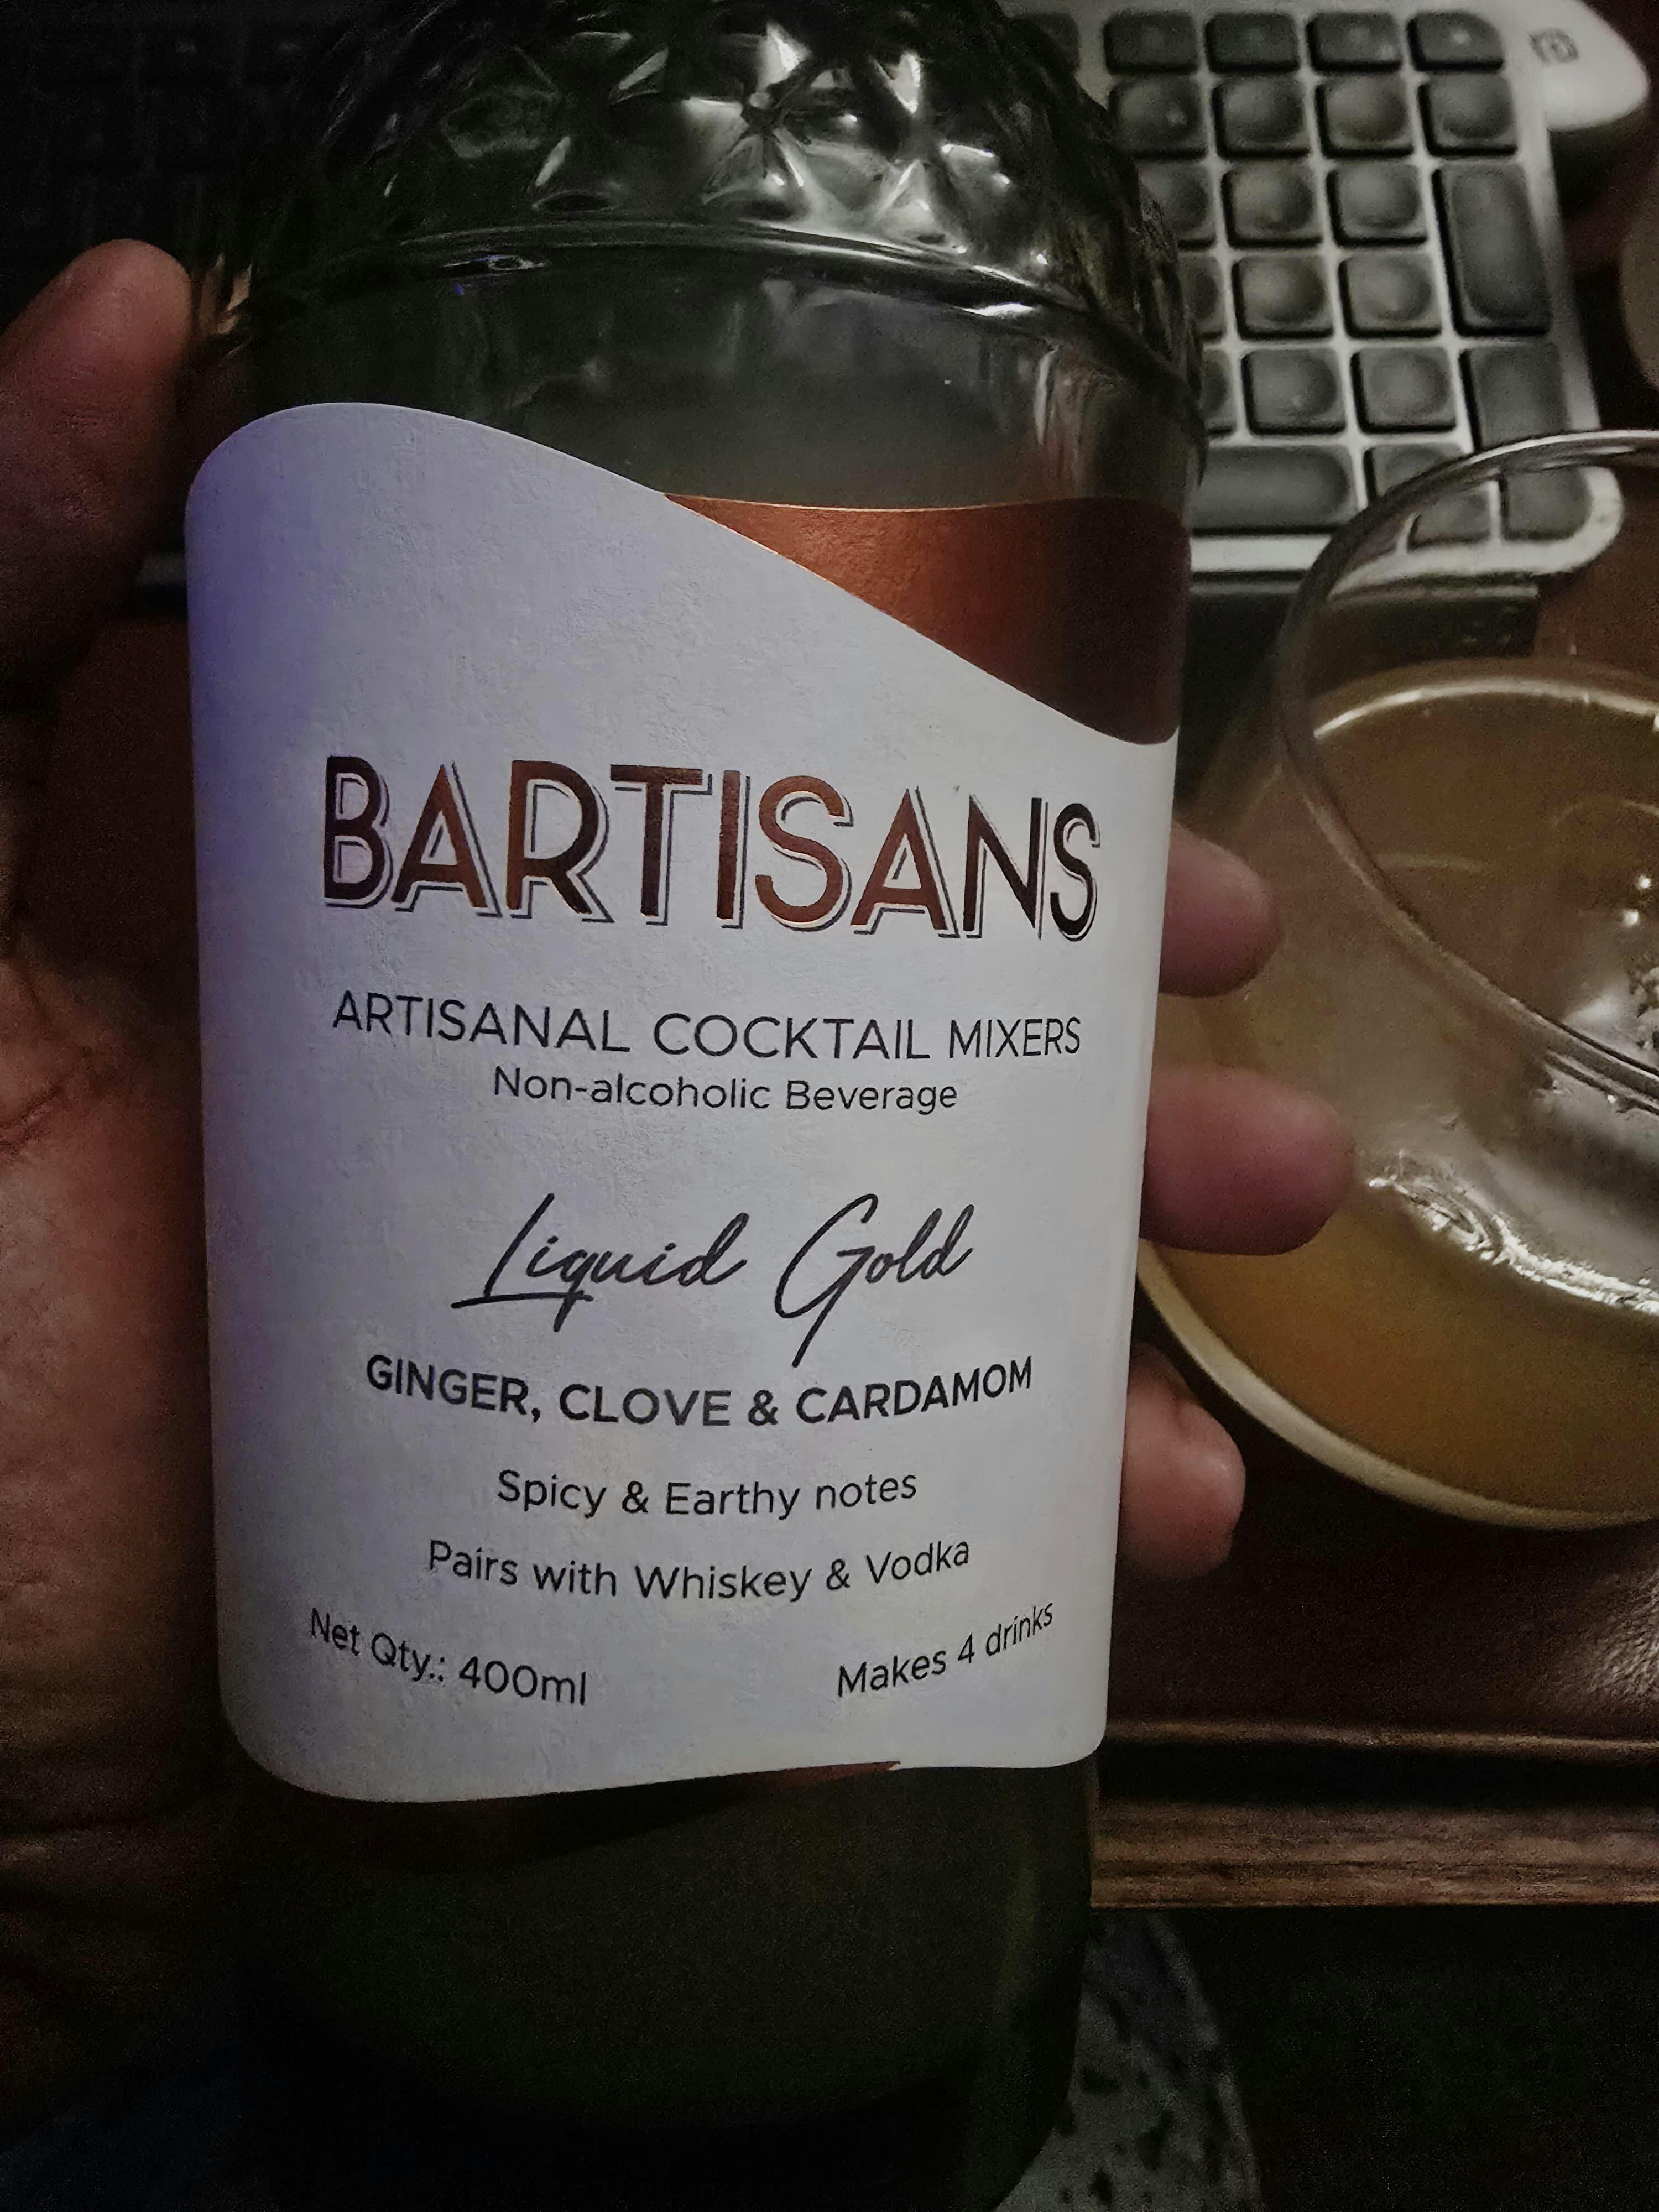 BARTISANS
ARTISANAL COCKTAIL MIXERS
Non-alcoholic Beverage
Liquid Gold
GINGER, CLOVE & CARDAMOM
Spicy & Earthy notes
Pairs with Whiskey & Vodka
Net Qty.: 400ml
Makes 4 drinks